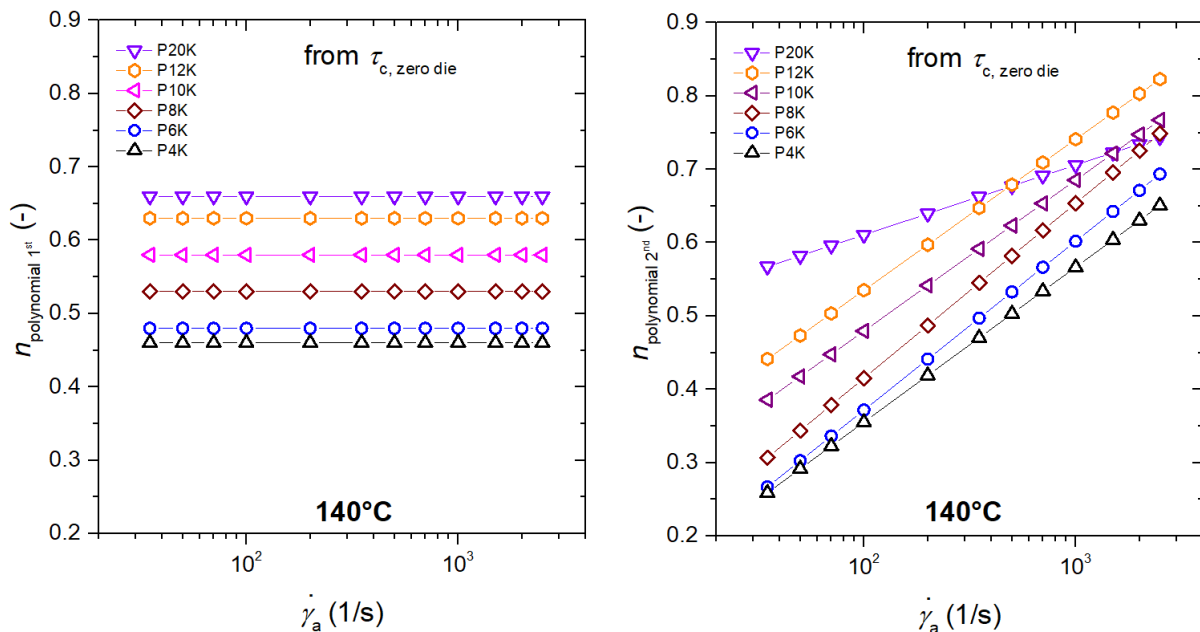 0.9
0.8
0.7
0.6
0.5
0.4
0.3
0.2
n polynomial 1st (-)
P20K
P12K
P10K
P8K
P6K
P4K
from τc, zero die
140°C
10²
10³
γ̇a (1/s)
0.9
0.8
0.7
0.6
0.5
0.4
0.3
0.2
n polynomial 2nd (-)
P20K
P12K
P10K
P8K
P6K
P4K
from τc, zero die
140°C
10²
10³
γ̇a (1/s)